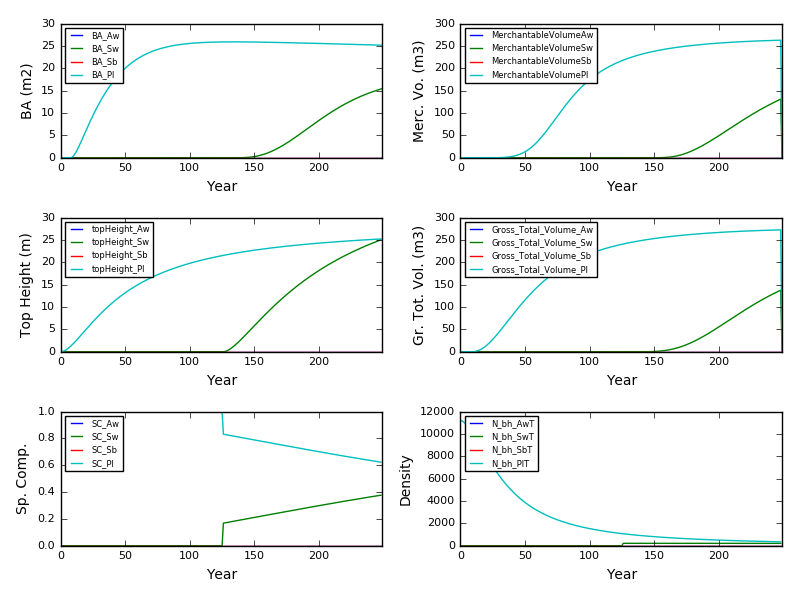 BA (m2)
30
25
20
15
10
5
0
BA_Aw
BA_Sw
BA_Sb
BA_Pl
0 50 100 150 200
Year
Merc. Vo. (m3)
300
250
200
150
100
50
0
MerchantableVolumeAw
MerchantableVolumeSw
MerchantableVolumeSb
MerchantableVolumePl
0 50 100 150 200
Year
Top Height (m)
30
25
20
15
10
5
0
topHeight_Aw
topHeight_Sw
topHeight_Sb
topHeight_Pl
0 50 100 150 200
Year
Gr. Tot. Vol. (m3)
300
250
200
150
100
50
0
Gross_Total_Volume_Aw
Gross_Total_Volume_Sw
Gross_Total_Volume_Sb
Gross_Total_Volume_Pl
0 50 100 150 200
Year
Sp. Comp.
1.0
0.8
0.6
0.4
0.2
0.0
SC_Aw
SC_Sw
SC_Sb
SC_Pl
0 50 100 150 200
Year
Density
12000
10000
8000
6000
4000
2000
0
N_bh_AwT
N_bh_SwT
N_bh_SbT
N_bh_PlT
0 50 100 150 200
Year